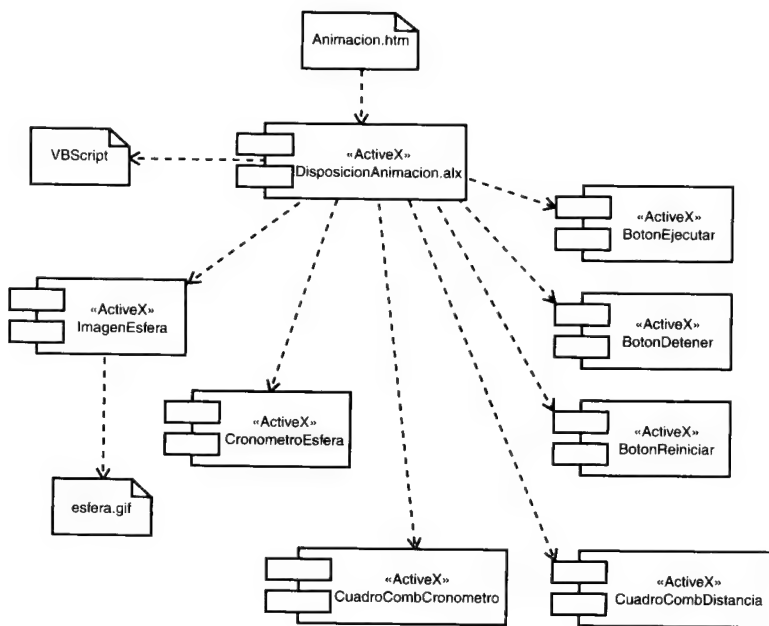 Animacion.htm
VBScript
«ActiveX»
DisposicionAnimacion.alx
«ActiveX»
BotonEjecutar
«ActiveX»
ImagenEsfera
«ActiveX»
BotonDetener
«ActiveX»
CronometroEsfera
«ActiveX»
BotonReiniciar
esfera.gif
«ActiveX»
CuadroCombCronometro
«ActiveX»
CuadroCombDistancia